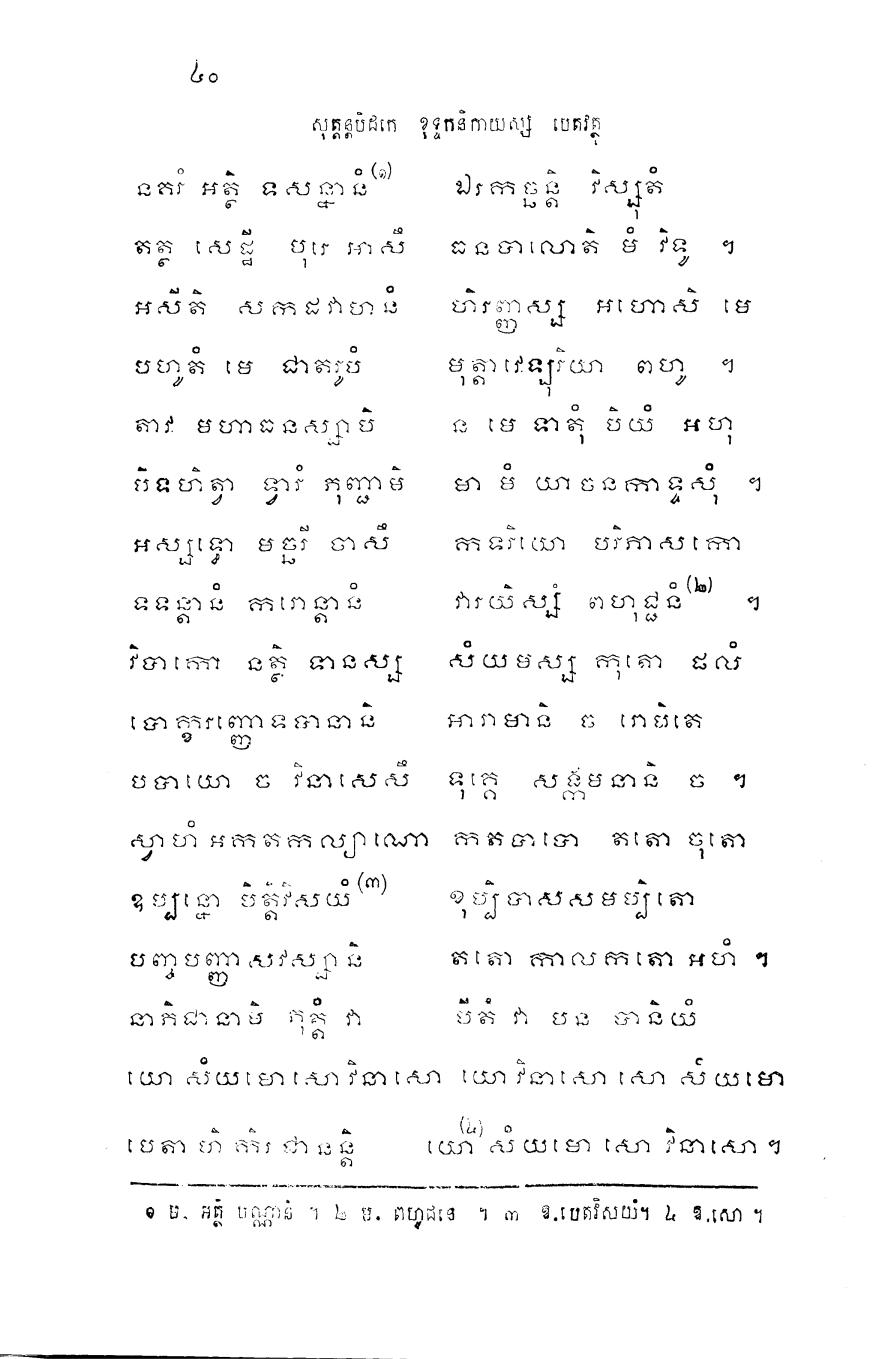 ៤០
សុត្តន្តបិដកេ ខុទ្ទកនិកាយស្ស បេតវត្ថុ
នគរំ អត្ថិ ទសន្នានំ(១) ឯរកច្ឆន្តិ វិស្សុតំ
តត្ថ សេដ្ឋី បុរេ អាសឹ ធនបាលោតិ មំ វិទូ ។
អសីតិ សកដវាហានំ ហិរញ្ញស្ស អហោសិ មេ
បហូតំ មេ ជាតរូបំ មុត្តាវេឡុរិយា ពហូ ។
តាវ មហាធនស្សាបិ ន មេ ទាតុំ បិយំ អហុ
បិទហិត្វា ទ្វារំ ភុញ្ជាមិ មា មំ យាចនកាទ្ទសុំ ។
អស្សទ្ធោ មច្ឆរី ចាសឹ កទរិយោ បរិភាសកោ
ទទន្តានំ ករោន្តានំ វារយិស្សំ ពហុជ្ជនំ(២) ។
វិបាកោ នត្ថិ ទានស្ស សំយមស្ស កុតោ ផលំ
បោក្ខរញ្ញោទបានានិ អារាមានិ ច រោបិតេ
បបាយោ ច វិនាសេសឹ ទុគ្គេ សង្កមនានិ ច ។
ស្វាហំ អកតកល្យាណោ កតបាបោ តតោ ចុតោ
ឧប្បន្នោ បិត្តិវិសយំ(៣) ខុប្បិបាសសមប្បិតោ
បញ្ចបញ្ញាសវស្សានិ តតោ កាលកតោ អហំ ។
នាភិជានាមិ ភុត្តំ វា បីតំ វា បន បានិយំ
យោ សំយមោ សោ វិនាសោ យោ វិនាសោ សោ សំយមោ
បេតា ហិ កិរ ជានន្តិ យោ(៤) សំយមោ សោ វិនាសោ ។
១ ម. អត្ថិ បណ្ណានំ ។ ២ ម. ពហូជនេ ។ ៣ ឧ. បេតវិសយំ។ ៤ ឧ. សោ ។